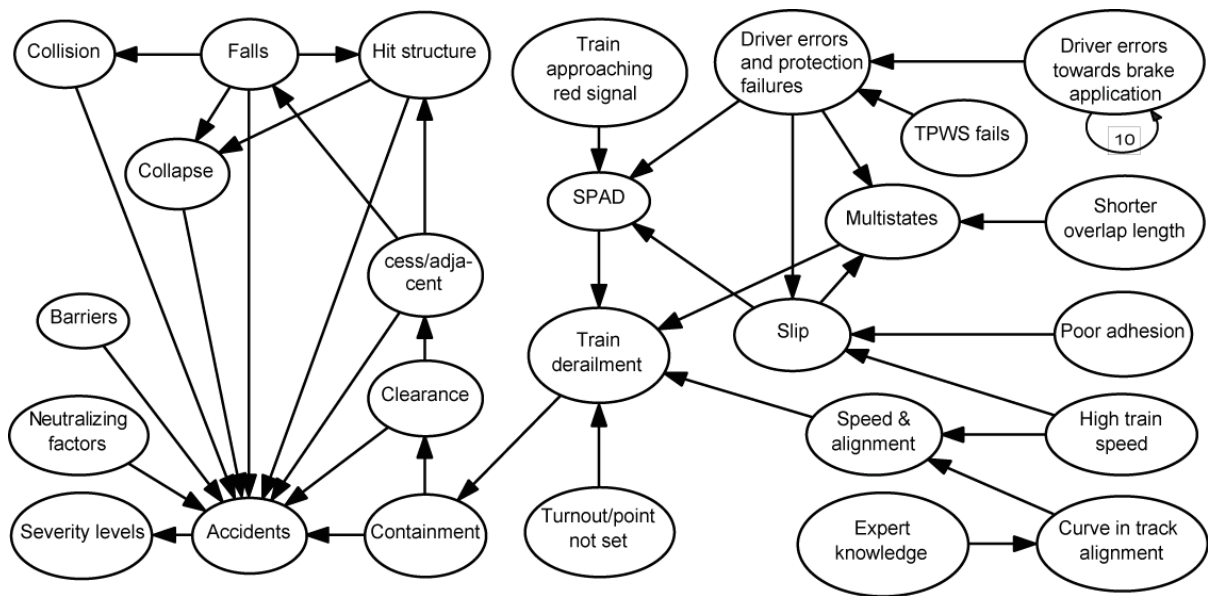 Collision
Falls
Hit structure
Train
approaching
red signal
Driver errors
and protection
failures
Driver errors
towards brake
application
10
TPWS fails
Collapse
SPAD
Multistates
Shorter
overlap length
cess/adja-
cent
Barriers
Train
derailment
Slip
Poor adhesion
Clearance
Neutralizing
factors
Speed &
alignment
High train
speed
Severity levels
Accidents
Containment
Turnout/point
not set
Expert
knowledge
Curve in track
alignment